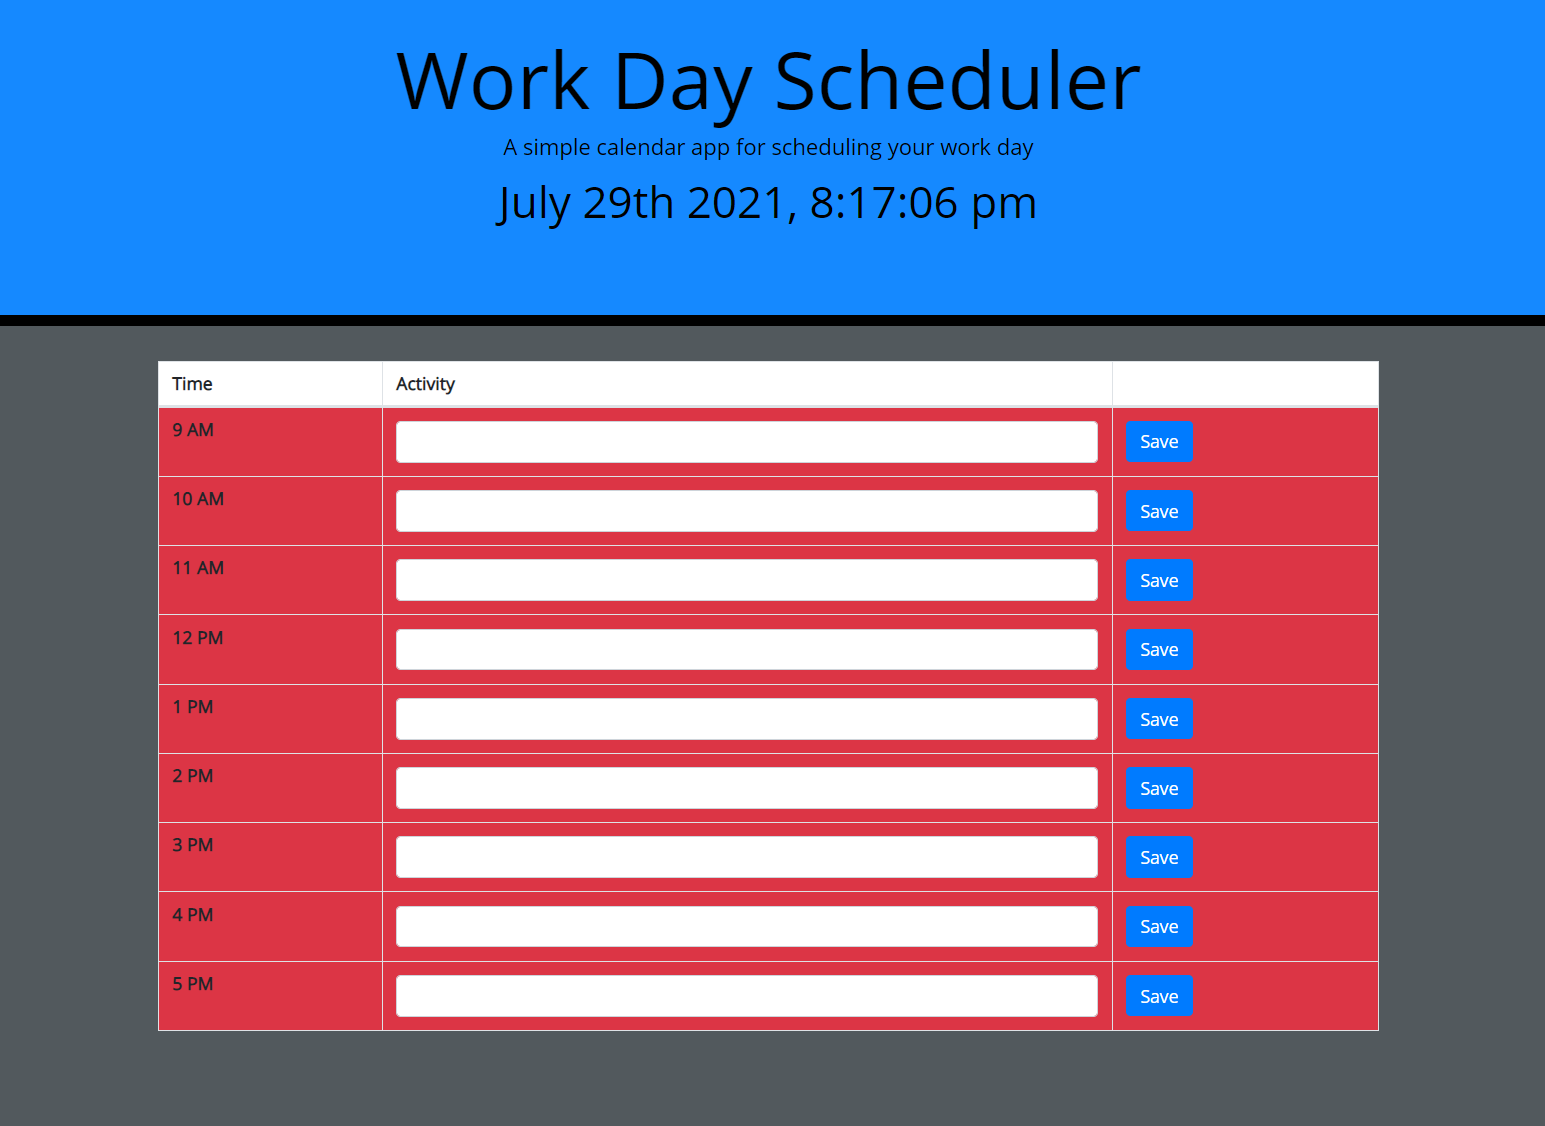 Work Day Scheduler
A simple calendar app for scheduling your work day
July 29th 2021, 8:17:06 pm
Time Activity
9 AM Save
10 AM Save
11 AM Save
12 PM Save
1 PM Save
2 PM Save
3 PM Save
4 PM Save
5 PM Save